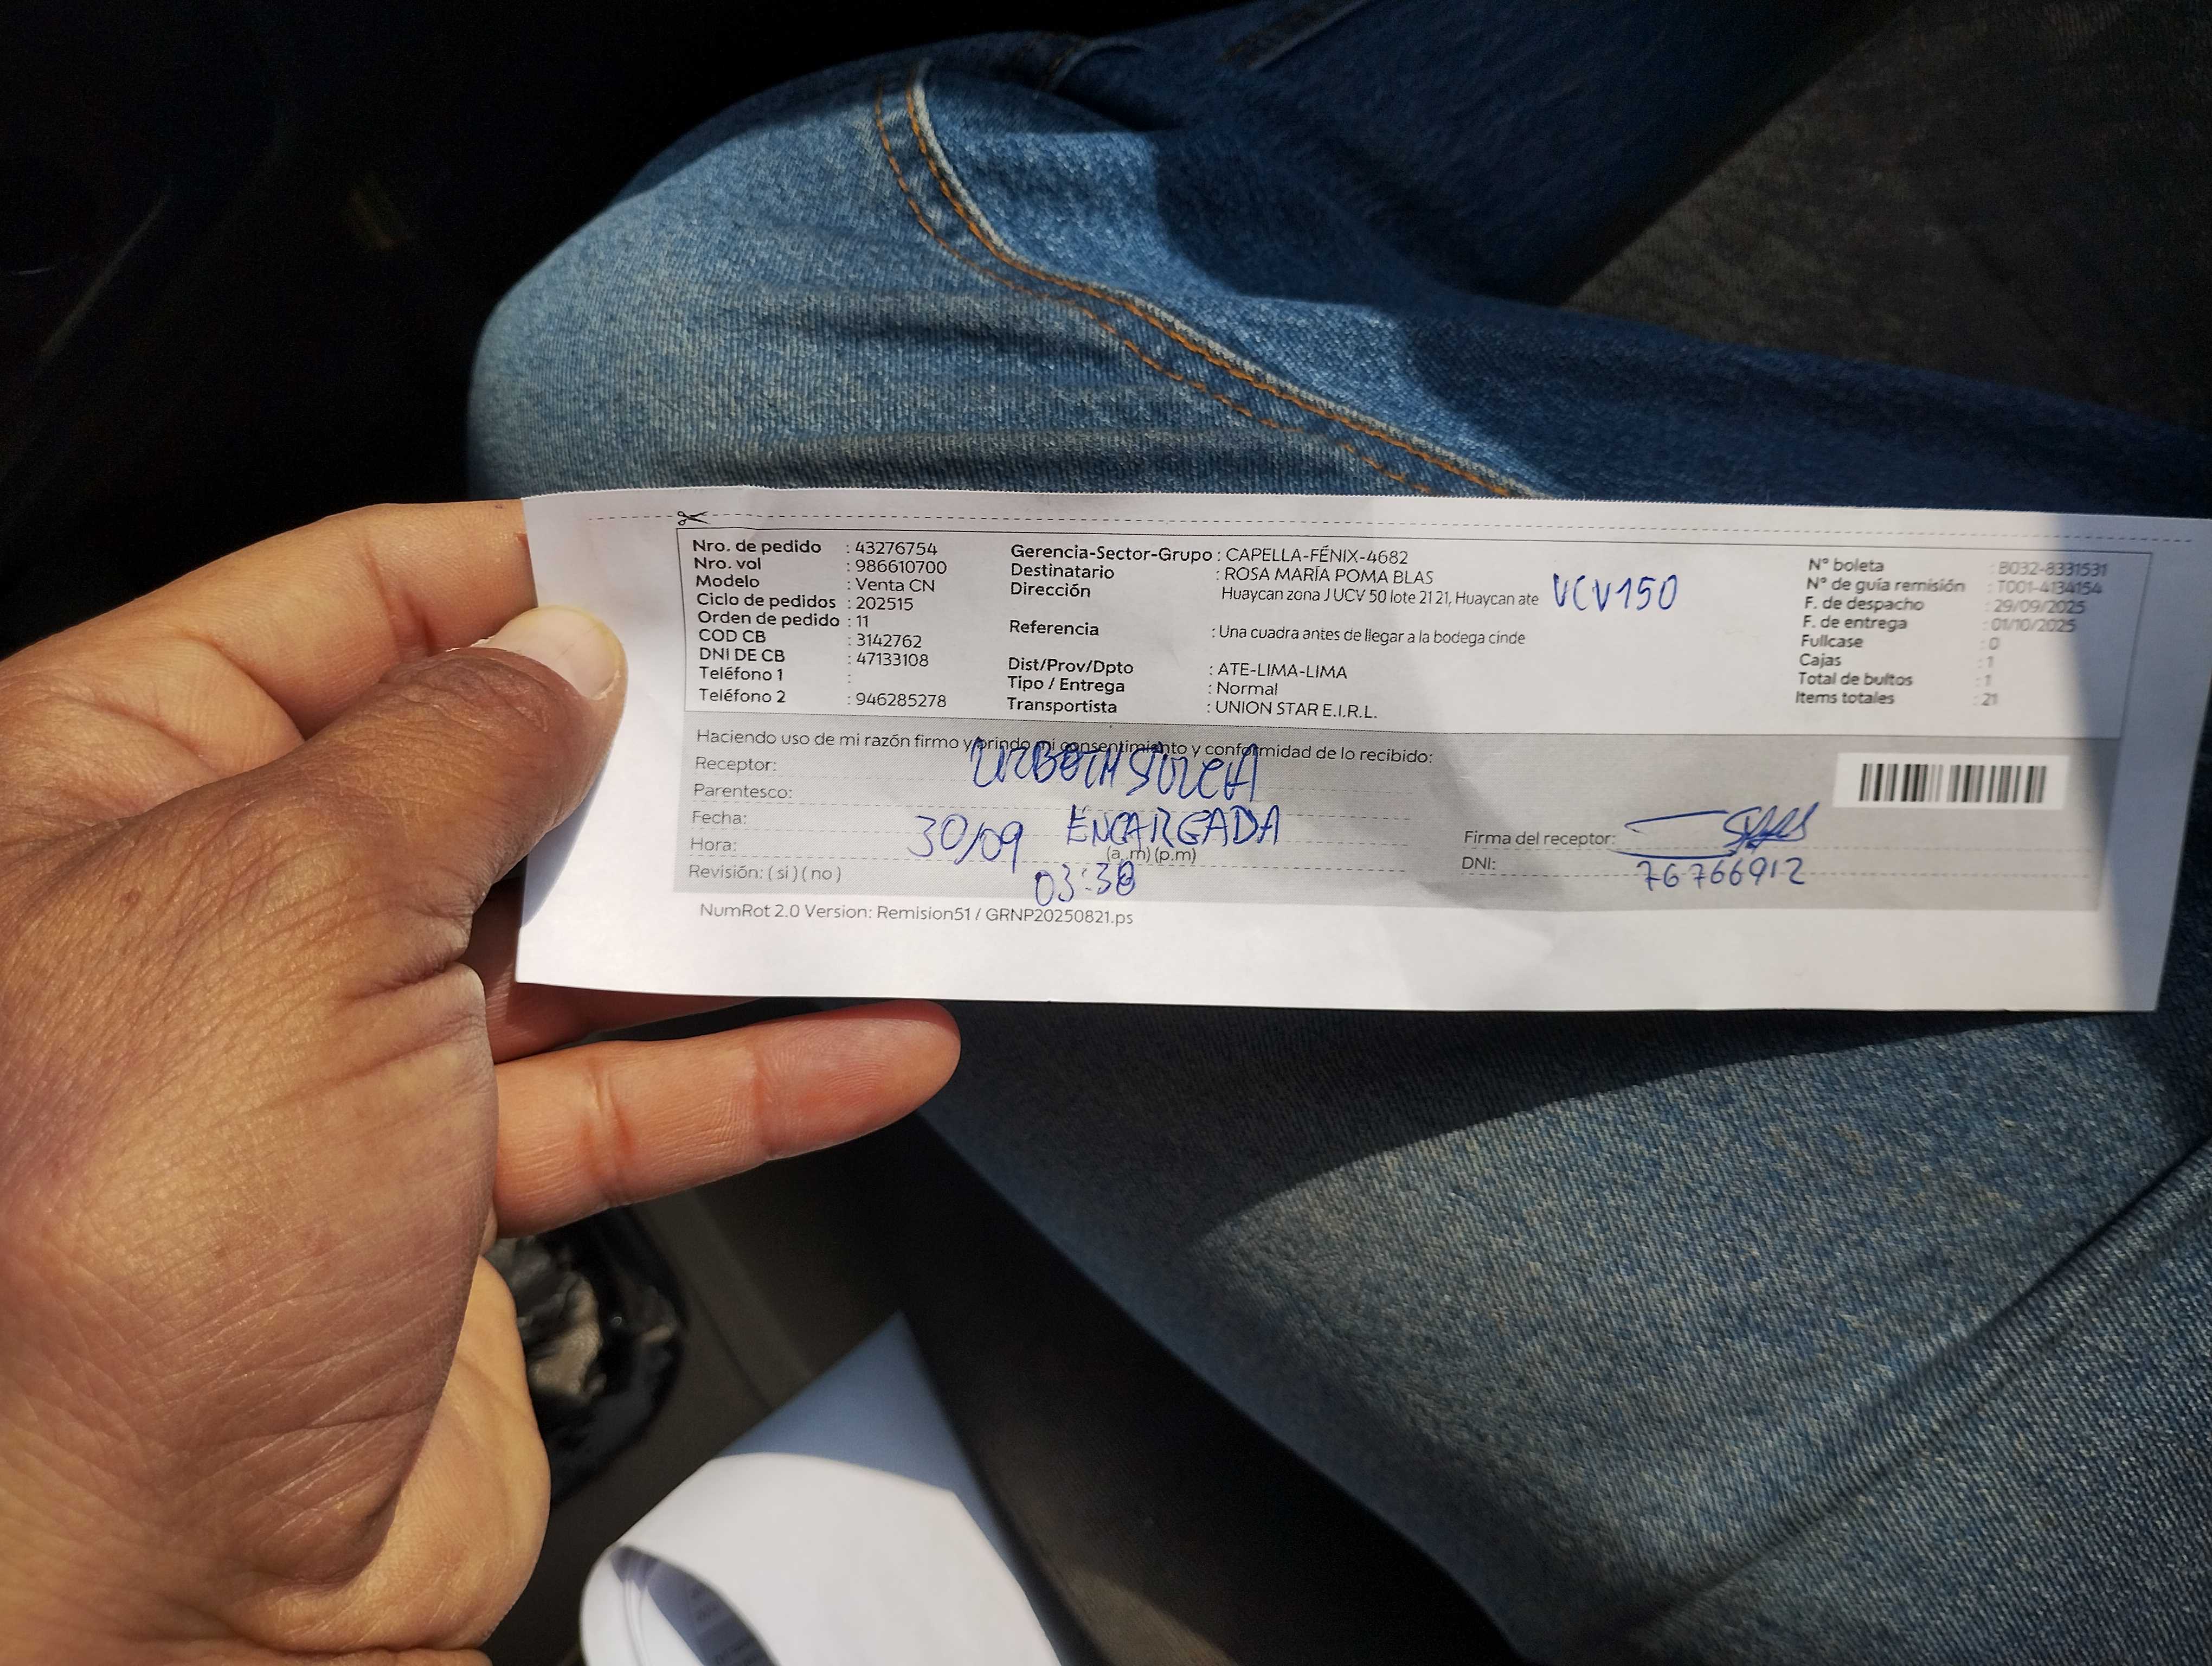 Nro. de pedido : 43276754
Nro. vol : 986610700
Modelo : Venta CN
Ciclo de pedidos : 202515
Orden de pedido : 11
COD CB : 3142762
DNI DE CB : 47133108
Teléfono 1 :
Teléfono 2 : 946285278
Gerencia-Sector-Grupo : CAPELLA-FÉNIX-4682
Destinatario : ROSA MARÍA POMA BLAS
Dirección Huaycan zona J UCV 50 lote 21 21, Huaycan ate VCV150
Referencia : Una cuadra antes de llegar a la bodega cinde
Dist/Prov/Dpto : ATE-LIMA-LIMA
Tipo / Entrega : Normal
Transportista : UNION STAR E.I.R.L.
N° boleta : B032-8331531
N° de guía remisión : T001-4134154
F. de despacho : 29/09/2025
F. de entrega : 01/10/2025
Fullcase : 0
Cajas : 1
Total de bultos : 1
Items totales : 21
Haciendo uso de mi razón firmo y brindo mi consentimiento y conformidad de lo recibido:
Receptor:
Parentesco: ENCARGADA
Fecha: 30/09
Hora: (a. m) (p.m) 03:30
Revisión: ( si ) ( no )
Firma del receptor:
DNI: 76766912
NumRot 2.0 Version: Remision51 / GRNP20250821.ps